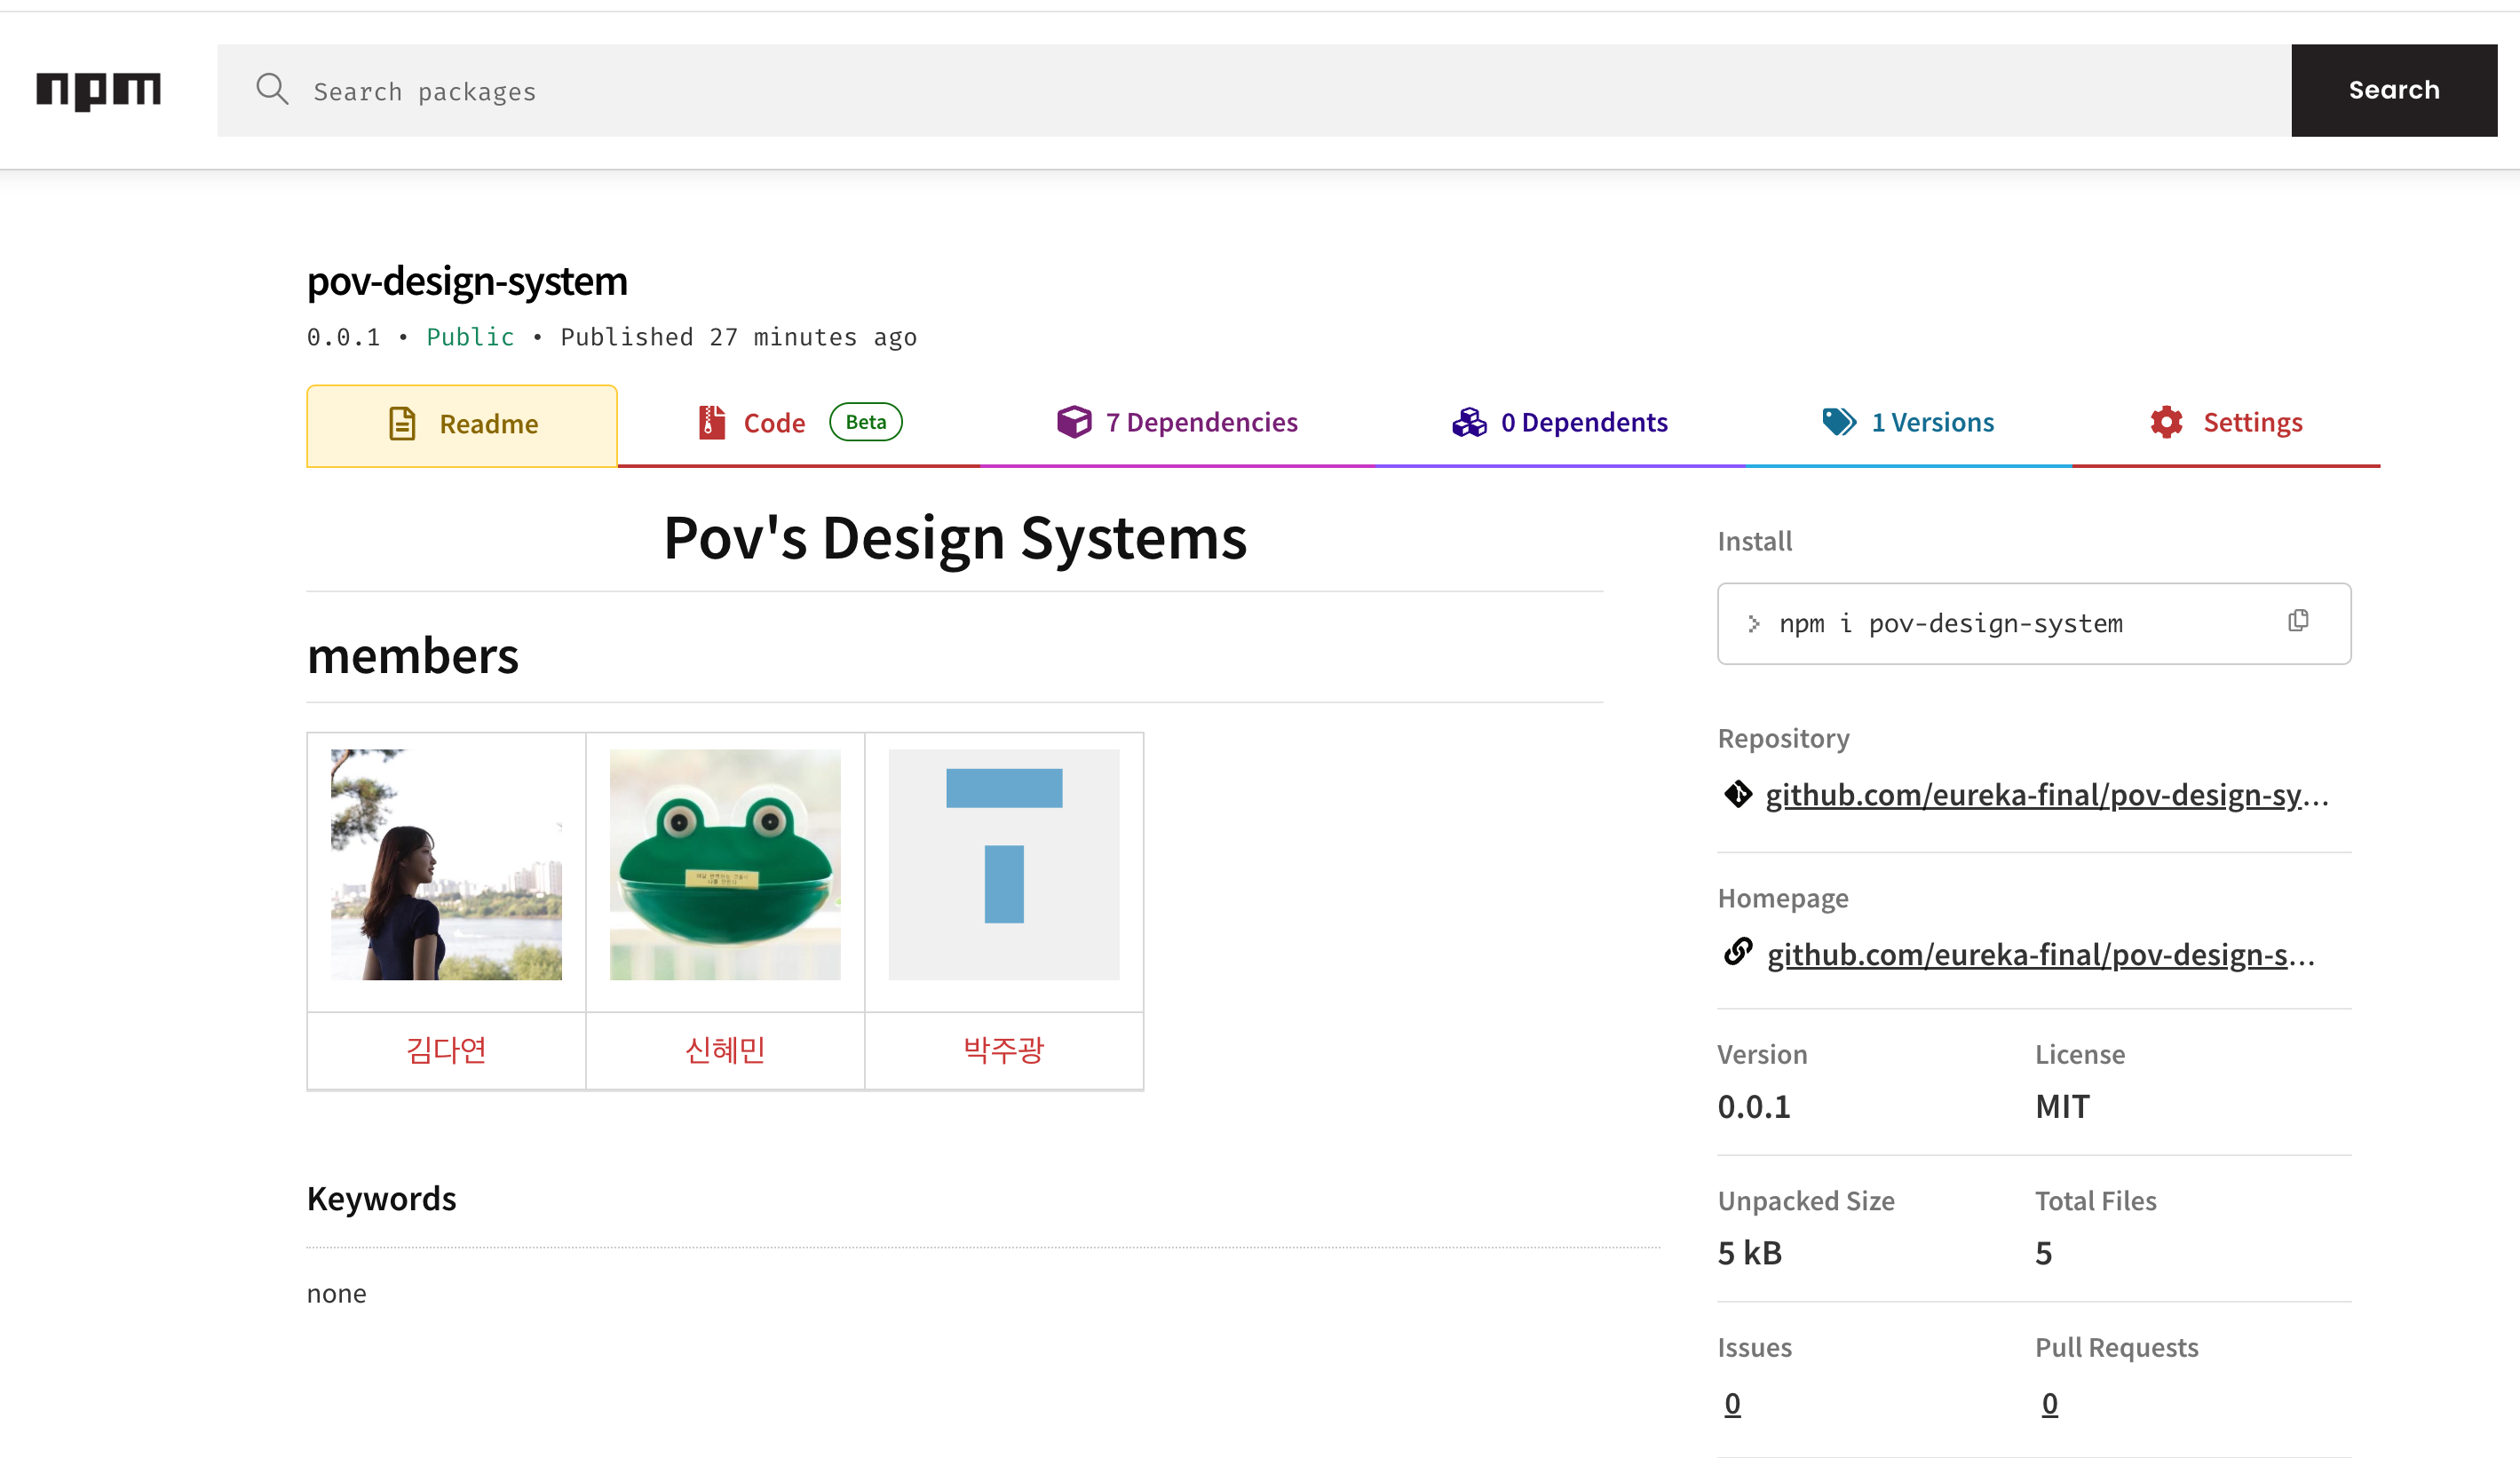 npm
Search packages
Search
pov-design-system
0.0.1 • Public • Published 27 minutes ago
Readme
Code Beta
7 Dependencies
0 Dependents
1 Versions
Settings
Pov's Design Systems
members
김다연
신혜민
박주광
Keywords
none
Install
npm i pov-design-system
Repository
github.com/eureka-final/pov-design-sy...
Homepage
github.com/eureka-final/pov-design-s...
Version
0.0.1
License
MIT
Unpacked Size
5 kB
Total Files
5
Issues
0
Pull Requests
0